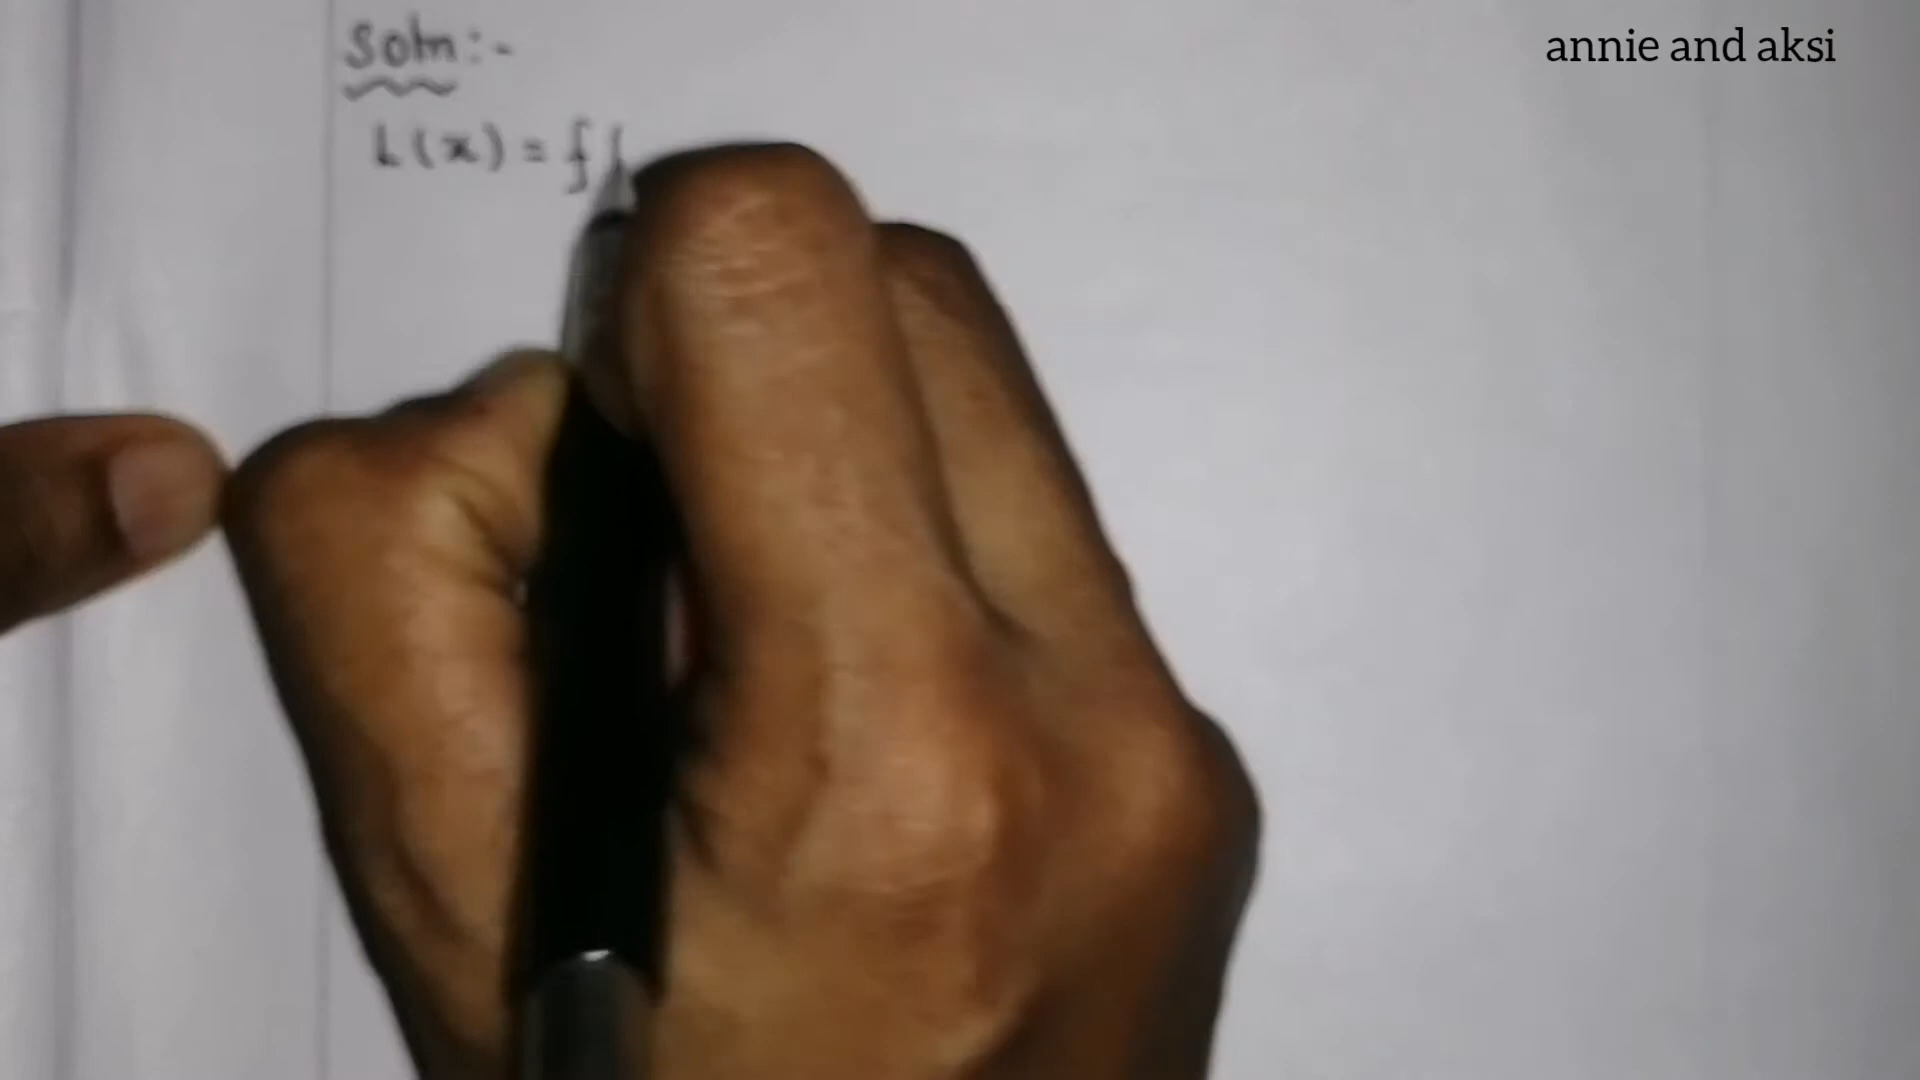 annie and aksi
Soln:-
L(x) = f(